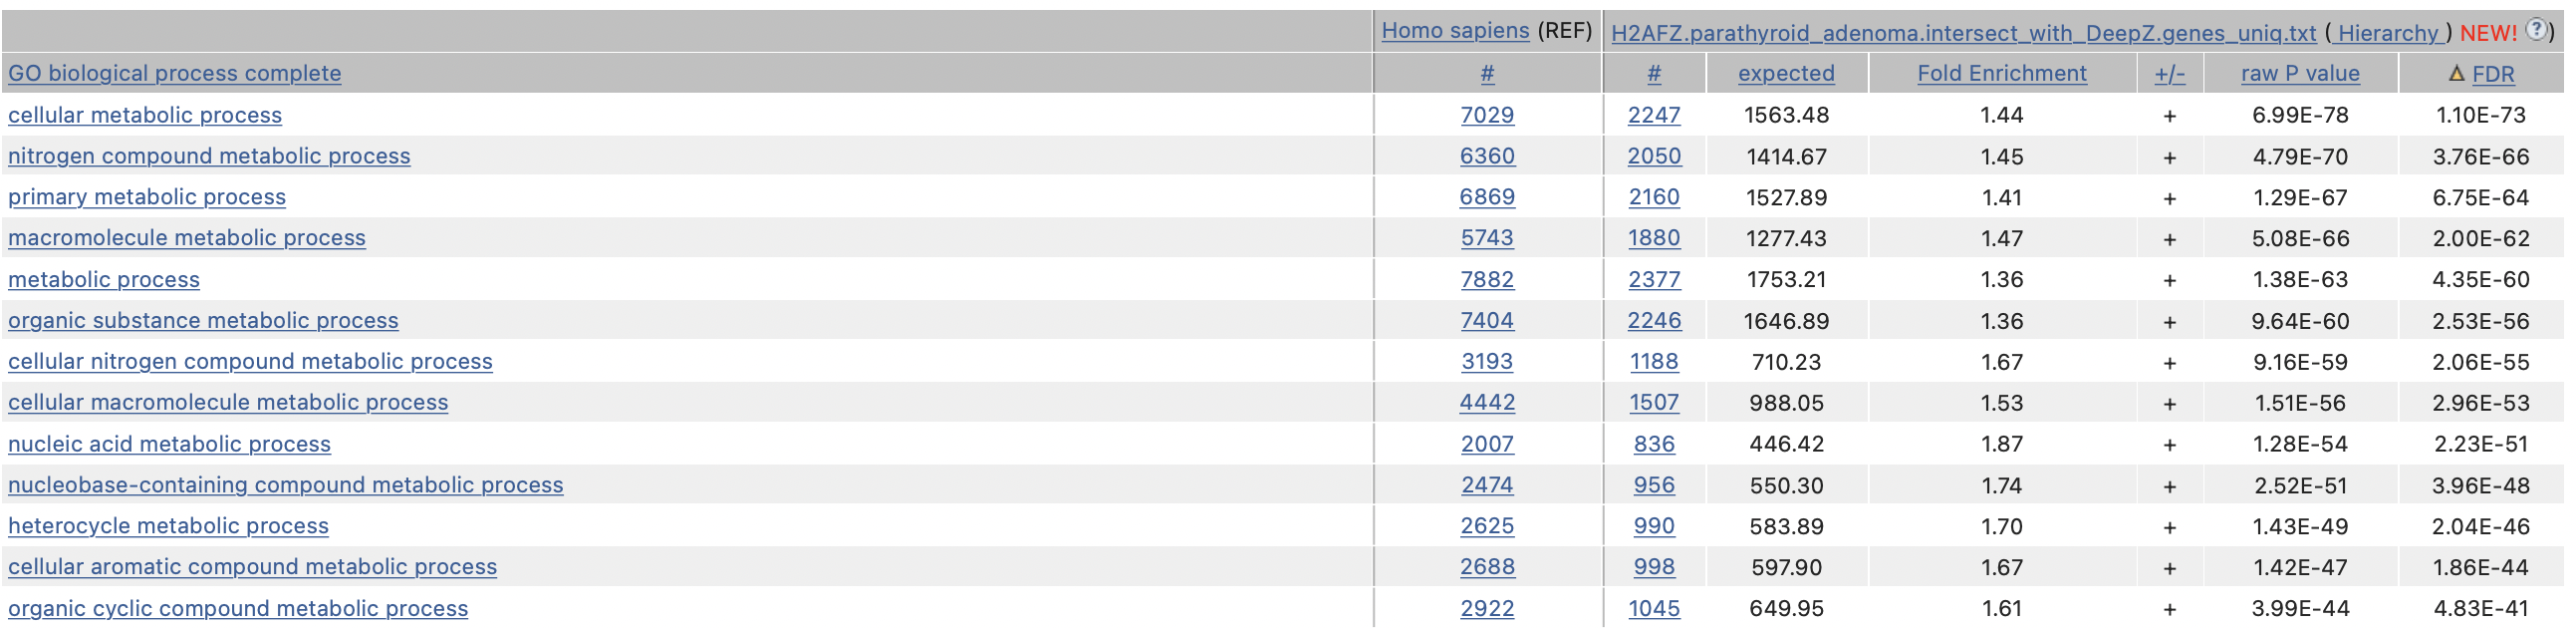 Homo sapiens (REF) H2AFZ.parathyroid_adenoma.intersect_with_DeepZ.genes_uniq.txt ( Hierarchy ) NEW! ?)
GO biological process complete # # expected Fold Enrichment +/- raw P value FDR
cellular metabolic process 7029 2247 1563.48 1.44 + 6.99E-78 1.10E-73
nitrogen compound metabolic process 6360 2050 1414.67 1.45 + 4.79E-70 3.76E-66
primary metabolic process 6869 2160 1527.89 1.41 + 1.29E-67 6.75E-64
macromolecule metabolic process 5743 1880 1277.43 1.47 + 5.08E-66 2.00E-62
metabolic process 7882 2377 1753.21 1.36 + 1.38E-63 4.35E-60
organic substance metabolic process 7404 2246 1646.89 1.36 + 9.64E-60 2.53E-56
cellular nitrogen compound metabolic process 3193 1188 710.23 1.67 + 9.16E-59 2.06E-55
cellular macromolecule metabolic process 4442 1507 988.05 1.53 + 1.51E-56 2.96E-53
nucleic acid metabolic process 2007 836 446.42 1.87 + 1.28E-54 2.23E-51
nucleobase-containing compound metabolic process 2474 956 550.30 1.74 + 2.52E-51 3.96E-48
heterocycle metabolic process 2625 990 583.89 1.70 + 1.43E-49 2.04E-46
cellular aromatic compound metabolic process 2688 998 597.90 1.67 + 1.42E-47 1.86E-44
organic cyclic compound metabolic process 2922 1045 649.95 1.61 + 3.99E-44 4.83E-41